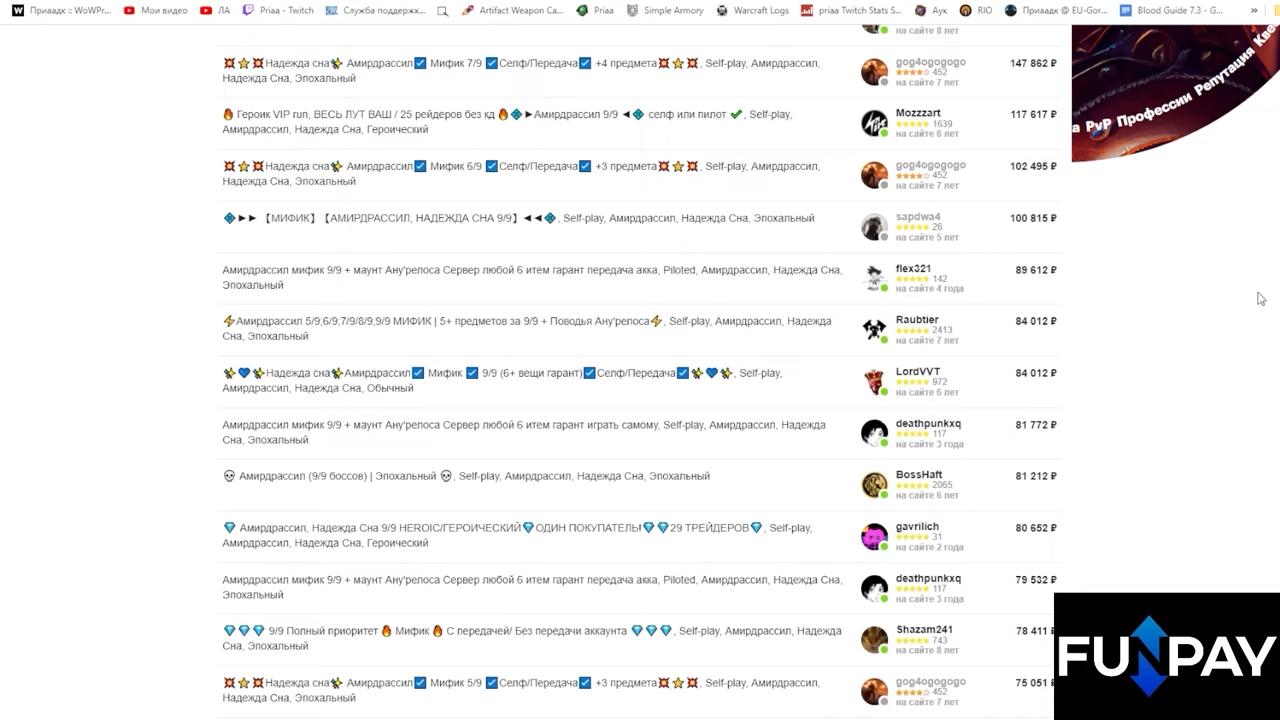 Приаадк :: WoWPr...
Мои видео
ЛА
Priaa - Twitch
Служба поддержк...
Artifact Weapon Ca...
Priaa
Simple Armory
Warcraft Logs
priaa Twitch Stats S...
Аук
RIO
Приаадк @ EU-Gor...
Blood Guide 7.3 - G...
»
на сайте 8 лет
Надежда сна Амирдрассил Мифик 7/9 Селф/Передача +4 предмета, Self-play, Амирдрассил,
Надежда Сна, Эпохальный
gog4ogogogo
452
на сайте 7 лет
147 862 ₽
Героик VIP run, ВЕСЬ ЛУТ ВАШ / 25 рейдеров без кд ►Амирдрассил 9/9 ◄ селф или пилот, Self-play,
Амирдрассил, Надежда Сна, Героический
Mozzzart
1639
на сайте 6 лет
117 617 ₽
Надежда сна Амирдрассил Мифик 6/9 Селф/Передача +3 предмета, Self-play, Амирдрассил,
Надежда Сна, Эпохальный
gog4ogogogo
452
на сайте 7 лет
102 495 ₽
►►【МИФИК】【АМИРДРАССИЛ, НАДЕЖДА СНА 9/9】◄◄, Self-play, Амирдрассил, Надежда Сна, Эпохальный
sapdwa4
26
на сайте 5 лет
100 815 ₽
Амирдрассил мифик 9/9 + маунт Ану'релоса Сервер любой 6 итем гарант передача акка, Piloted, Амирдрассил, Надежда Сна,
Эпохальный
flex321
142
на сайте 4 года
89 612 ₽
Амирдрассил 5/9;6/9;7/9/8/9;9/9 МИФИК | 5+ предметов за 9/9 + Поводья Ану'релоса, Self-play, Амирдрассил, Надежда
Сна, Эпохальный
Raubtier
2413
на сайте 7 лет
84 012 ₽
Надежда сна Амирдрассил Мифик 9/9 (6+ вещи гарант) Селф/Передача, Self-play,
Амирдрассил, Надежда Сна, Обычный
LordVVT
972
на сайте 6 лет
84 012 ₽
Амирдрассил мифик 9/9 + маунт Ану'релоса Сервер любой 6 итем гарант играть самому, Self-play, Амирдрассил, Надежда
Сна, Эпохальный
deathpunkxq
117
на сайте 3 года
81 772 ₽
Амирдрассил (9/9 боссов) | Эпохальный, Self-play, Амирдрассил, Надежда Сна, Эпохальный
BossHaft
2065
на сайте 6 лет
81 212 ₽
Амирдрассил, Надежда Сна 9/9 HEROIC/ГЕРОИЧЕСКИЙ ОДИН ПОКУПАТЕЛЬ! 29 ТРЕЙДЕРОВ, Self-play,
Амирдрассил, Надежда Сна, Героический
gavrilich
31
на сайте 2 года
80 652 ₽
Амирдрассил мифик 9/9 + маунт Ану'релоса Сервер любой 6 итем гарант передача акка, Piloted, Амирдрассил, Надежда Сна,
Эпохальный
deathpunkxq
117
на сайте 3 года
79 532 ₽
9/9 Полный приоритет Мифик С передачей/ Без передачи аккаунта, Self-play, Амирдрассил, Надежда
Сна, Эпохальный
Shazam241
743
на сайте 8 лет
78 411 ₽
Надежда сна Амирдрассил Мифик 5/9 Селф/Передача +3 предмета, Self-play, Амирдрассил,
Надежда Сна, Эпохальный
gog4ogogogo
452
на сайте 7 лет
75 051 ₽
а PvP Профессии Репутация Кве
FUNPAY